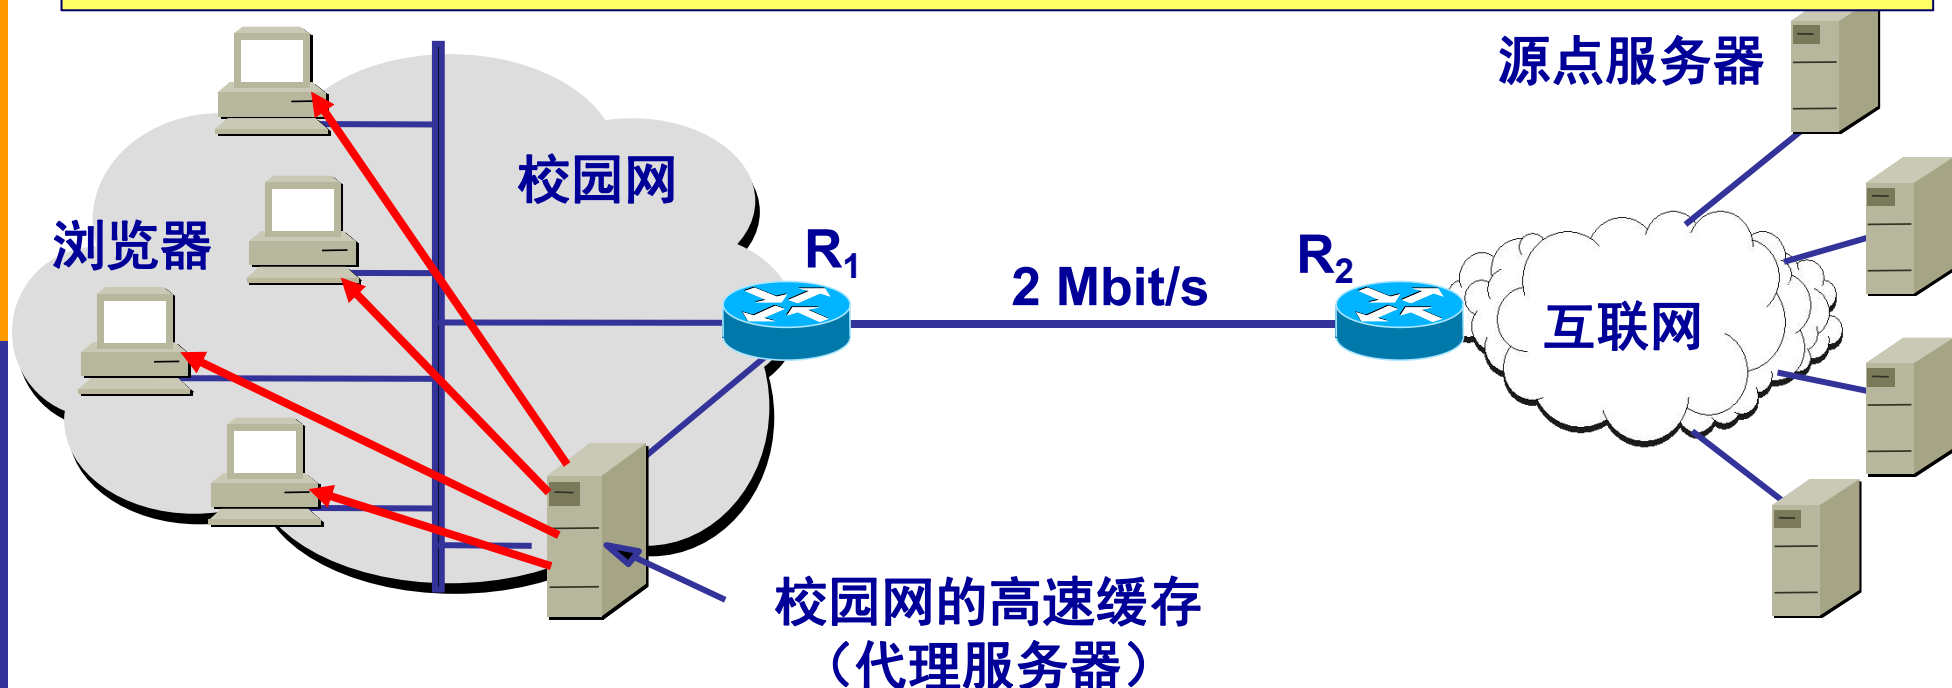 源点服务器
校园网
浏览器
R1
R2
2 Mbit/s
互联网
校园网的高速缓存
（代理服务器）